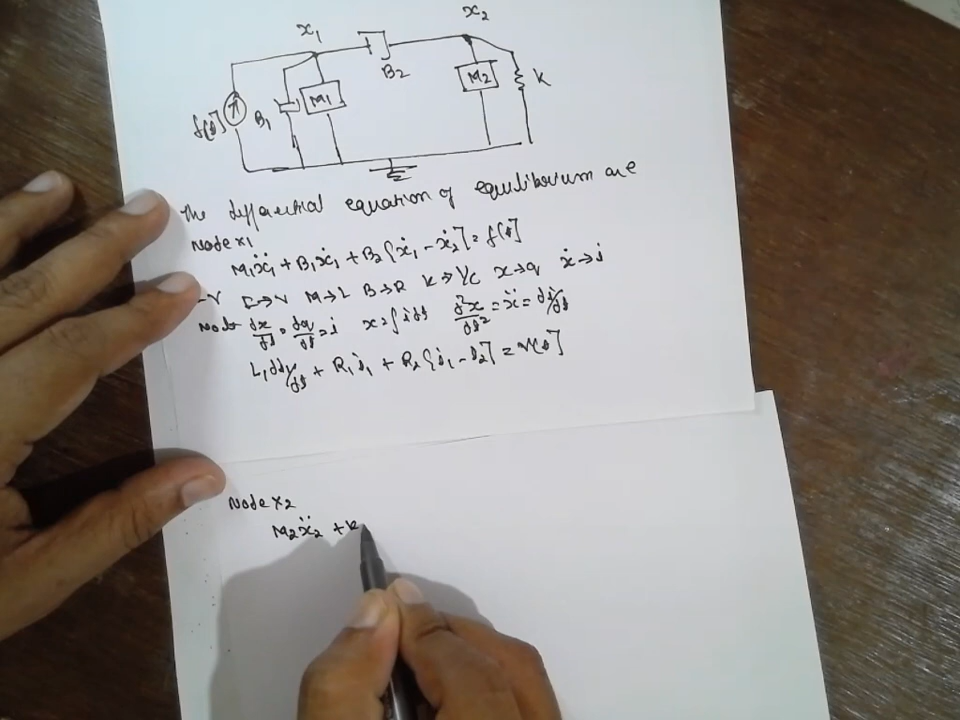 x1 x2
B2
f(t) B1 M1 M2 K
The differential equation of equilibrium are
Node x1
M1ẍ1 + B1ẋ1 + B2(ẋ1 - ẋ2) = f(t)
F→V M→L B→R K→1/C x→q ẋ→i
dx/dt = dq/dt = i x = ∫idt d²x/dt² = ẍ = di/dt
L1 di1/dt + R1i1 + R2(i1 - i2) = v(t)
Node x2
M2ẍ2 + K